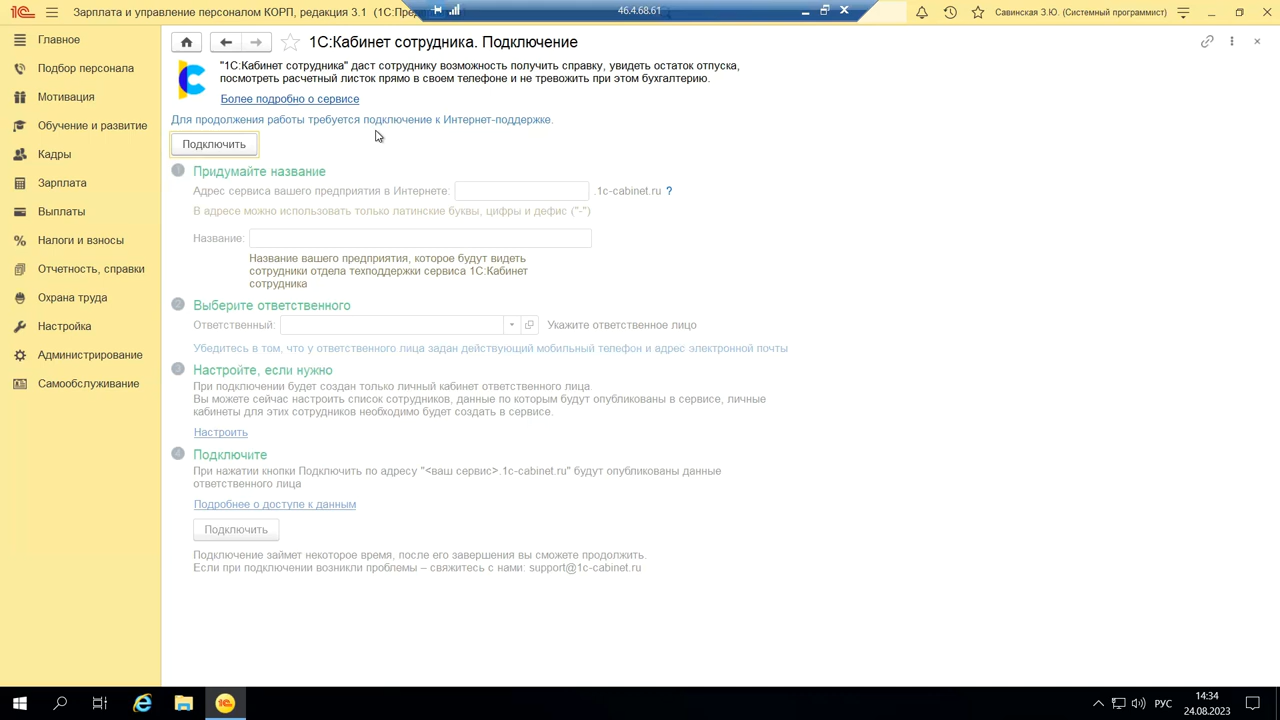 Зарплата и управление персоналом КОРП, редакция 3.1 (1С:Пред
46.4.68.61
Савинская З.Ю. (Системный программист)
Главное
Подбор персонала
Мотивация
Обучение и развитие
Кадры
Зарплата
Выплаты
Налоги и взносы
Отчетность, справки
Охрана труда
Настройка
Администрирование
Самообслуживание
1С:Кабинет сотрудника. Подключение
"1С:Кабинет сотрудника" даст сотруднику возможность получить справку, увидеть остаток отпуска,
посмотреть расчетный листок прямо в своем телефоне и не тревожить при этом бухгалтерию.
Более подробно о сервисе
Для продолжения работы требуется подключение к Интернет-поддержке.
Подключить
1 Придумайте название
Адрес сервиса вашего предприятия в Интернете: .1c-cabinet.ru ?
В адресе можно использовать только латинские буквы, цифры и дефис ("-")
Название:
Название вашего предприятия, которое будут видеть
сотрудники отдела техподдержки сервиса 1С:Кабинет
сотрудника
2 Выберите ответственного
Ответственный: Укажите ответственное лицо
Убедитесь в том, что у ответственного лица задан действующий мобильный телефон и адрес электронной почты
3 Настройте, если нужно
При подключении будет создан только личный кабинет ответственного лица.
Вы можете сейчас настроить список сотрудников, данные по которым будут опубликованы в сервисе, личные
кабинеты для этих сотрудников необходимо будет создать в сервисе.
Настроить
4 Подключите
При нажатии кнопки Подключить по адресу "<ваш сервис>.1c-cabinet.ru" будут опубликованы данные
ответственного лица
Подробнее о доступе к данным
Подключить
Подключение займет некоторое время, после его завершения вы сможете продолжить.
Если при подключении возникли проблемы – свяжитесь с нами: support@1c-cabinet.ru
РУС
14:34
24.08.2023